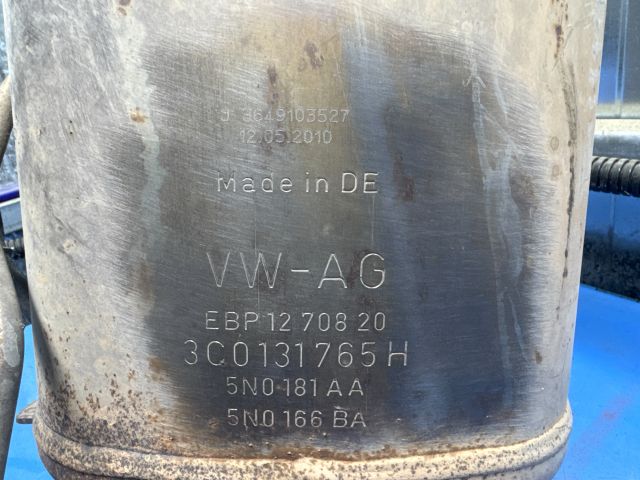 J 3649103527
12.05.2010
Made in DE
VW-AG
EBP 12 708 20
3C0131765H
5N0 181 AA
5N0 166 BA